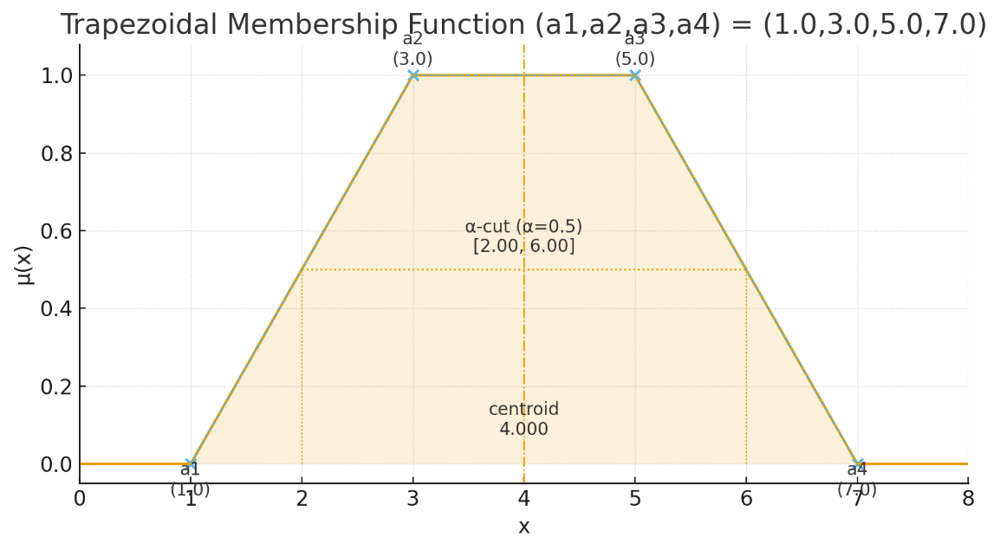 Trapezoidal Membership Function (a1,a2,a3,a4) = (1.0,3.0,5.0,7.0)
a2
(3.0)
a3
(5.0)
1.0
0.8
0.6
0.4
0.2
0.0
μ(x)
α-cut (α=0.5)
[2.00, 6.00]
centroid
4.000
a1
(1.0)
a4
(7.0)
0 1 2 3 4 5 6 7 8
x